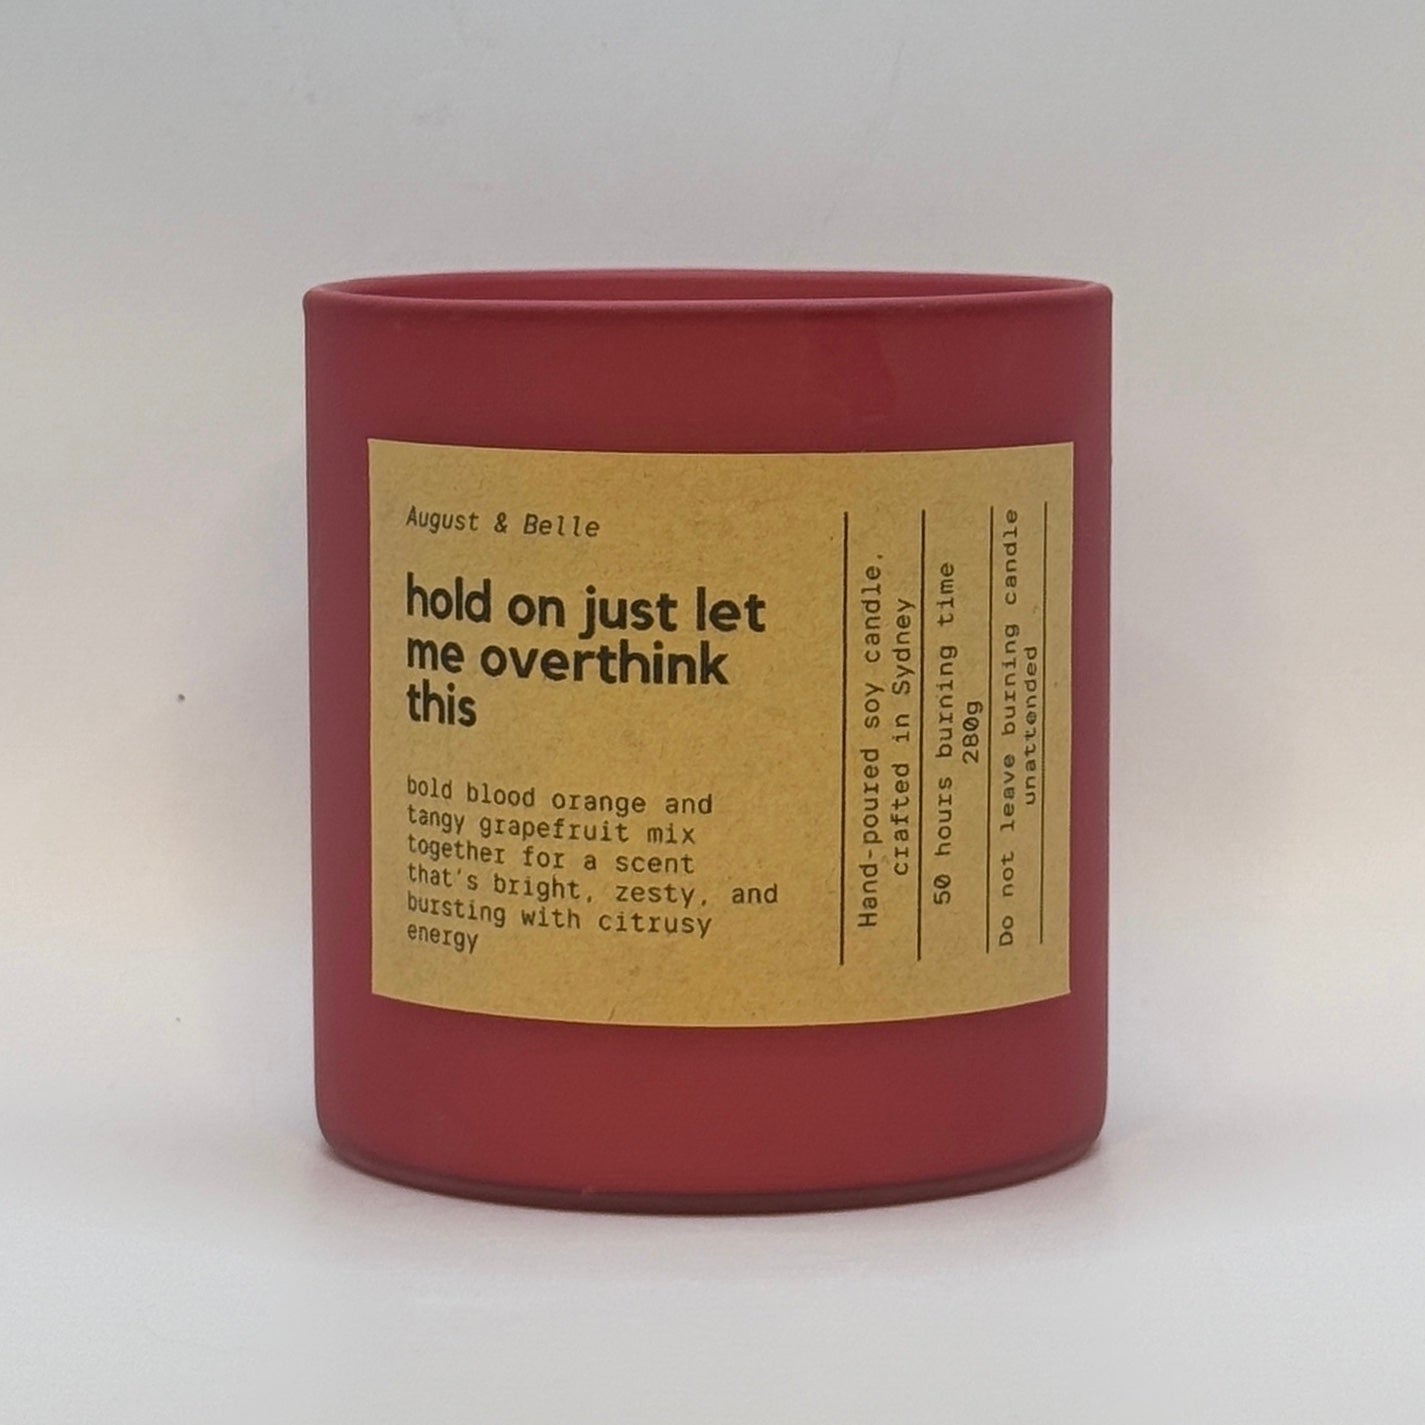 August & Belle
hold on just let
me overthink
this
bold blood orange and
tangy grapefruit mix
together for a scent
that's bright, zesty, and
bursting with citrusy
energy
Hand-poured soy candle,
crafted in Sydney
50 hours burning time
280g
Do not leave burning candle
unattended